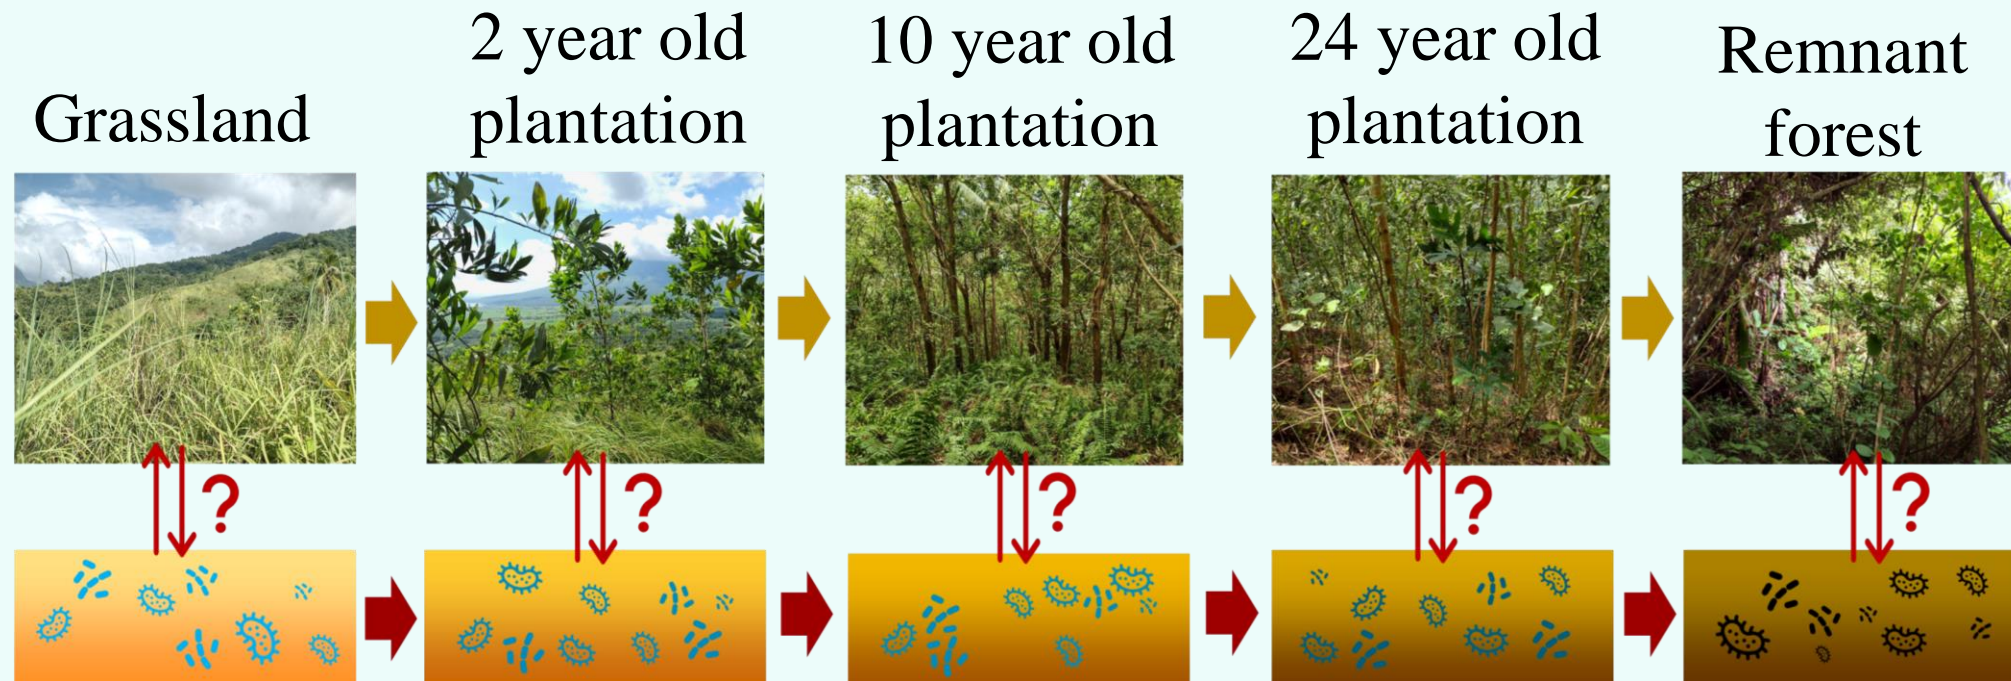 Grassland
2 year old
plantation
10 year old
plantation
24 year old
plantation
Remnant
forest
?
?
?
?
?